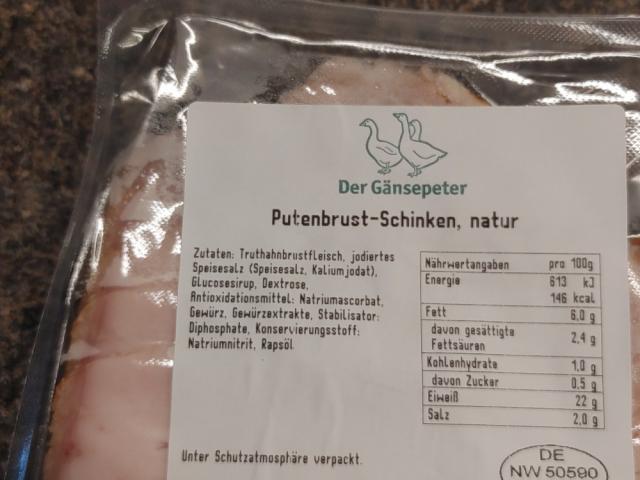 Der Gänsepeter
Putenbrust-Schinken, natur
Zutaten: Truthahnbrustfleisch, jodiertes
Speisesalz (Speisesalz, Kaliumjodat),
Glucosesirup, Dextrose,
Antioxidationsmittel: Natriumascorbat,
Gewürz, Gewürzextrakte, Stabilisator:
Diphosphate, Konservierungsstoff:
Natriumnitrit, Rapsöl
Nährwertangaben pro 100g
Energie 613 kJ
146 kcal
Fett 6,0 g
davon gesättigte
Fettsäuren 2,4 g
Kohlenhydrate 1,0 g
davon Zucker 0,5 g
Eiweiß 22 g
Salz 2,0 g
Unter Schutzatmosphäre verpackt.
DE
NW 50590